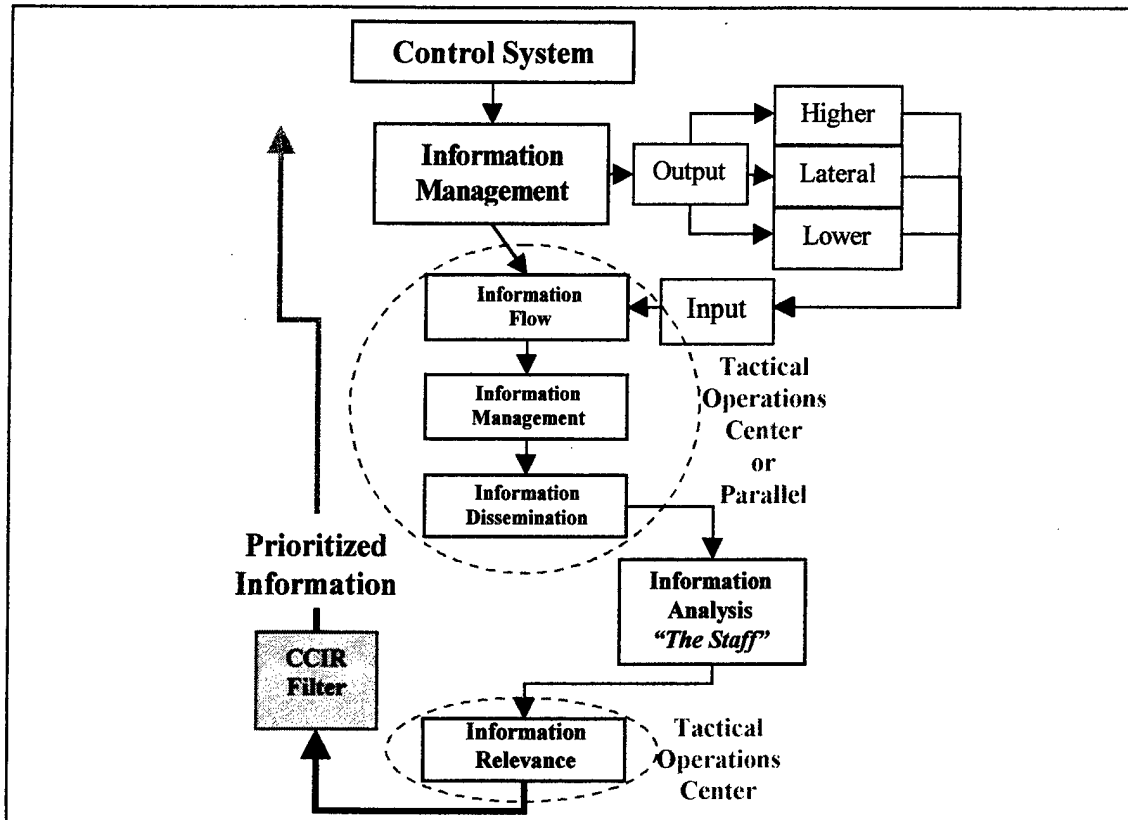 Control System
Information
Management
Output
Higher
Lateral
Lower
Information
Flow
Input
Information
Management
Information
Dissemination
Tactical
Operations
Center
or
Parallel
Information
Analysis
“The Staff”
Prioritized
Information
CCIR
Filter
Information
Relevance
Tactical
Operations
Center